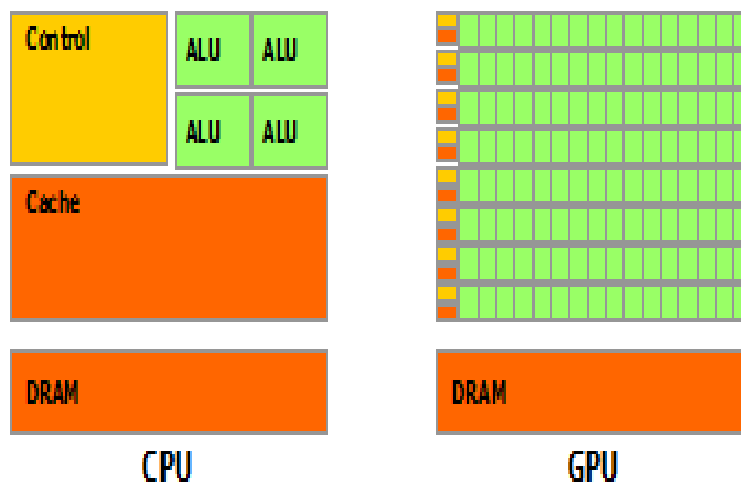 Control
ALU ALU
ALU ALU
Cache
DRAM
DRAM
CPU
GPU